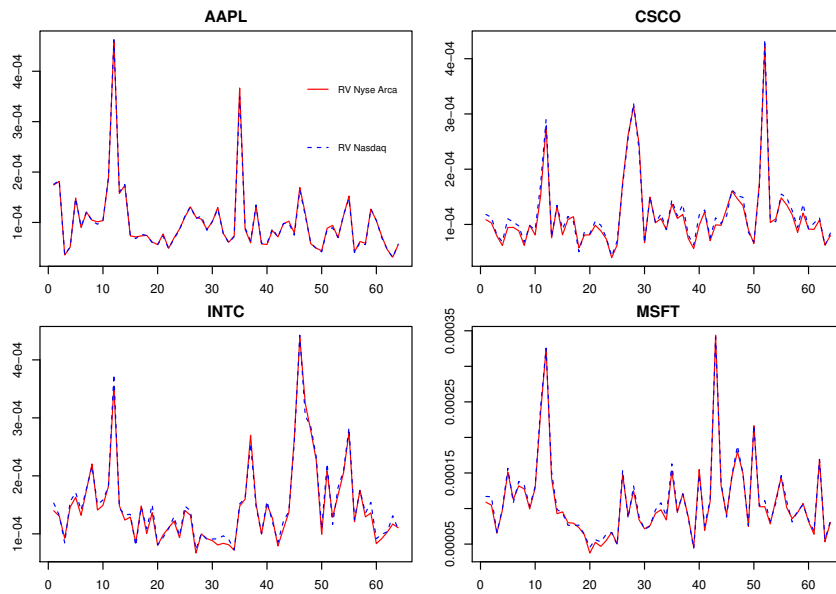 AAPL
4e-04
3e-04
2e-04
1e-04
RV Nyse Arca
RV Nasdaq
0 10 20 30 40 50 60
CSCO
4e-04
3e-04
2e-04
1e-04
0 10 20 30 40 50 60
INTC
4e-04
3e-04
2e-04
1e-04
0 10 20 30 40 50 60
MSFT
0.00035
0.00025
0.00015
0.00005
0 10 20 30 40 50 60